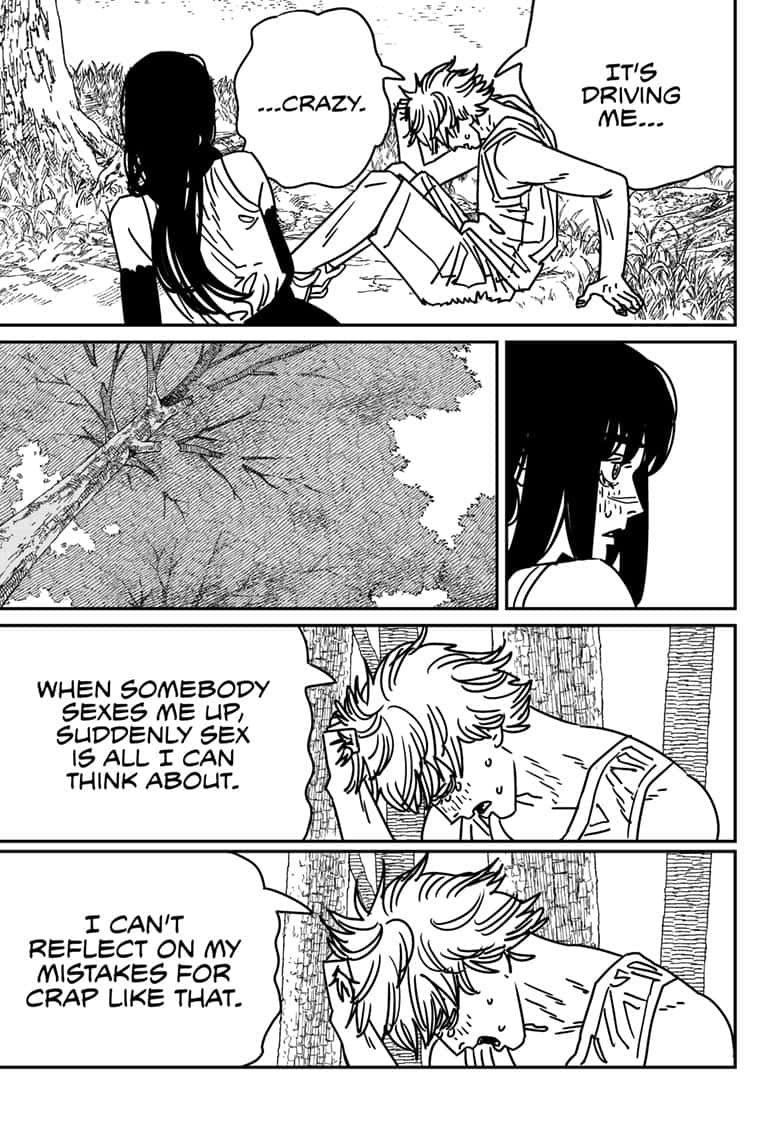 IT'S
DRIVING
ME...
...CRAZY.
WHEN SOMEBODY
SEXES ME UP,
SUDDENLY SEX
IS ALL I CAN
THINK ABOUT.
I CAN'T
REFLECT ON MY
MISTAKES FOR
CRAP LIKE THAT.